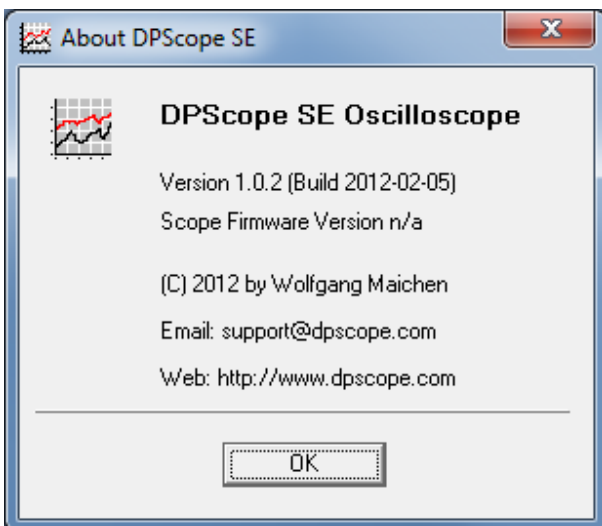 About DPScope SE
DPScope SE Oscilloscope
Version 1.0.2 (Build 2012-02-05)
Scope Firmware Version n/a
(C) 2012 by Wolfgang Maichen
Email: support@dpscope.com
Web: http://www.dpscope.com
OK